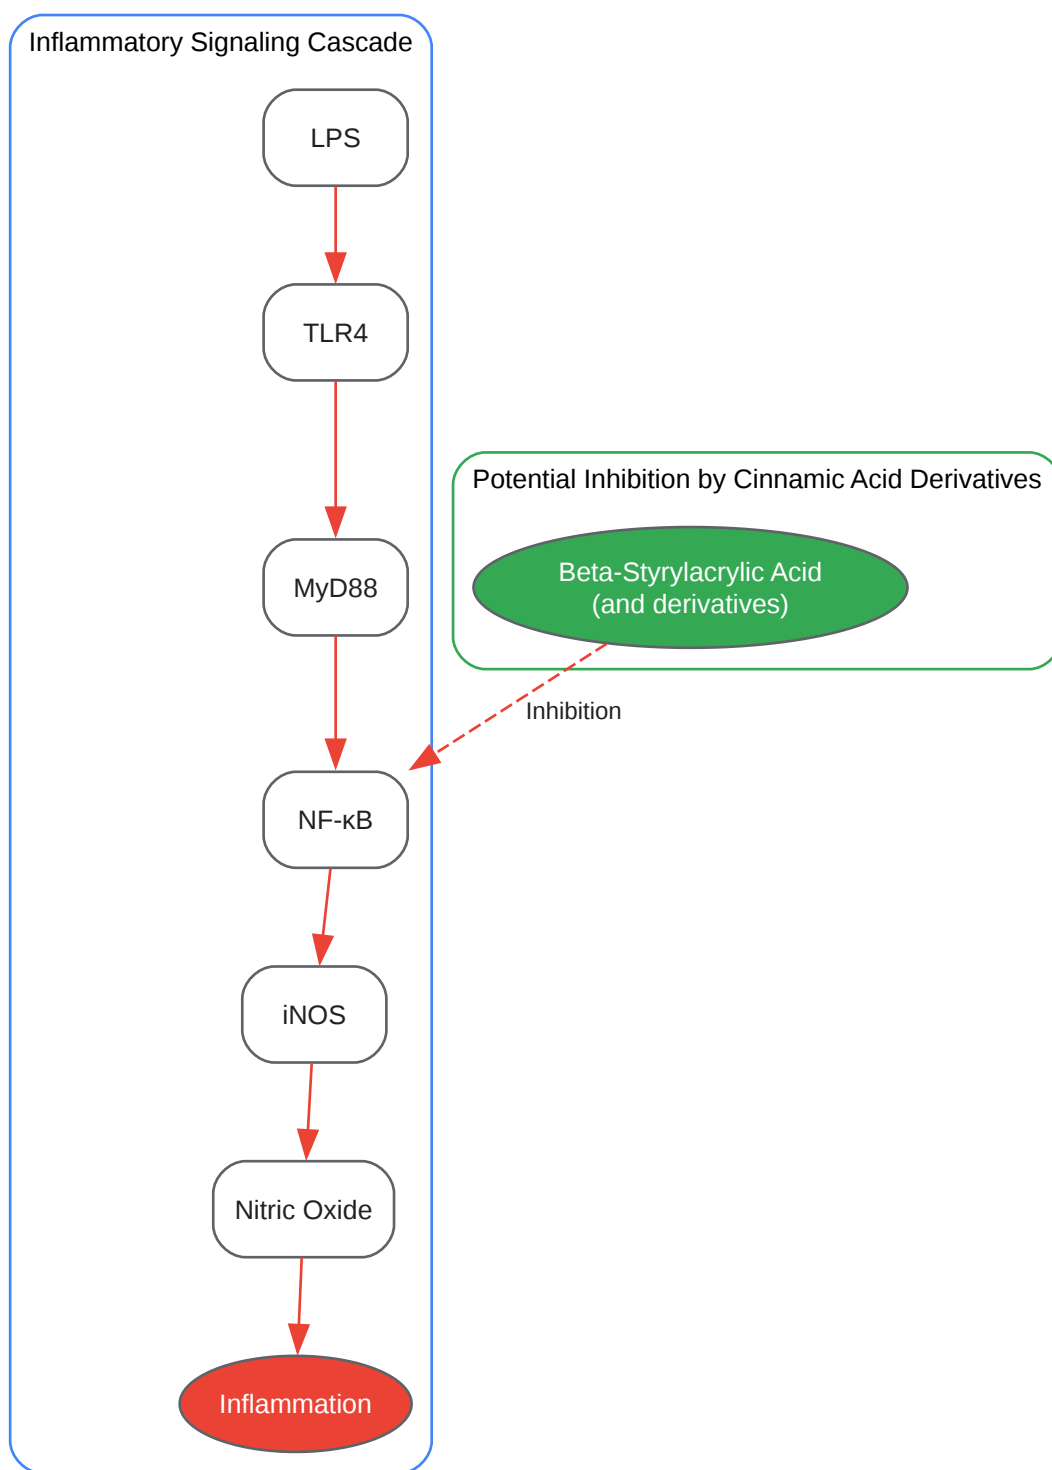 Inflammatory Signaling Cascade
LPS
TLR4
Potential Inhibition by Cinnamic Acid Derivatives
Beta-Styrylacrylic Acid
(and derivatives)
MyD88
Inhibition
NF-κB
iNOS
Nitric Oxide
Inflammation